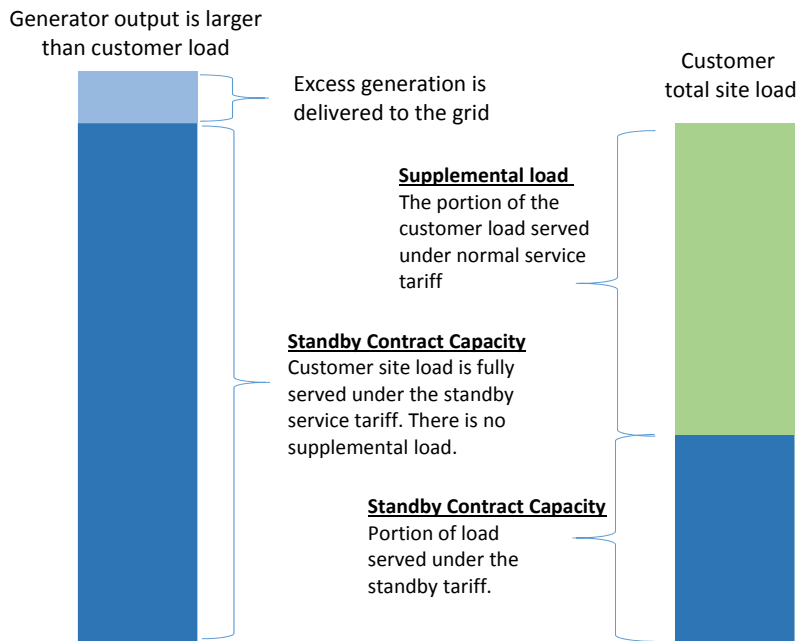 Generator output is larger
than customer load
Excess generation is
delivered to the grid
Customer
total site load
Supplemental load
The portion of the
customer load served
under normal service
tariff
Standby Contract Capacity
Customer site load is fully
served under the standby
service tariff. There is no
supplemental load.
Standby Contract Capacity
Portion of load
served under the
standby tariff.